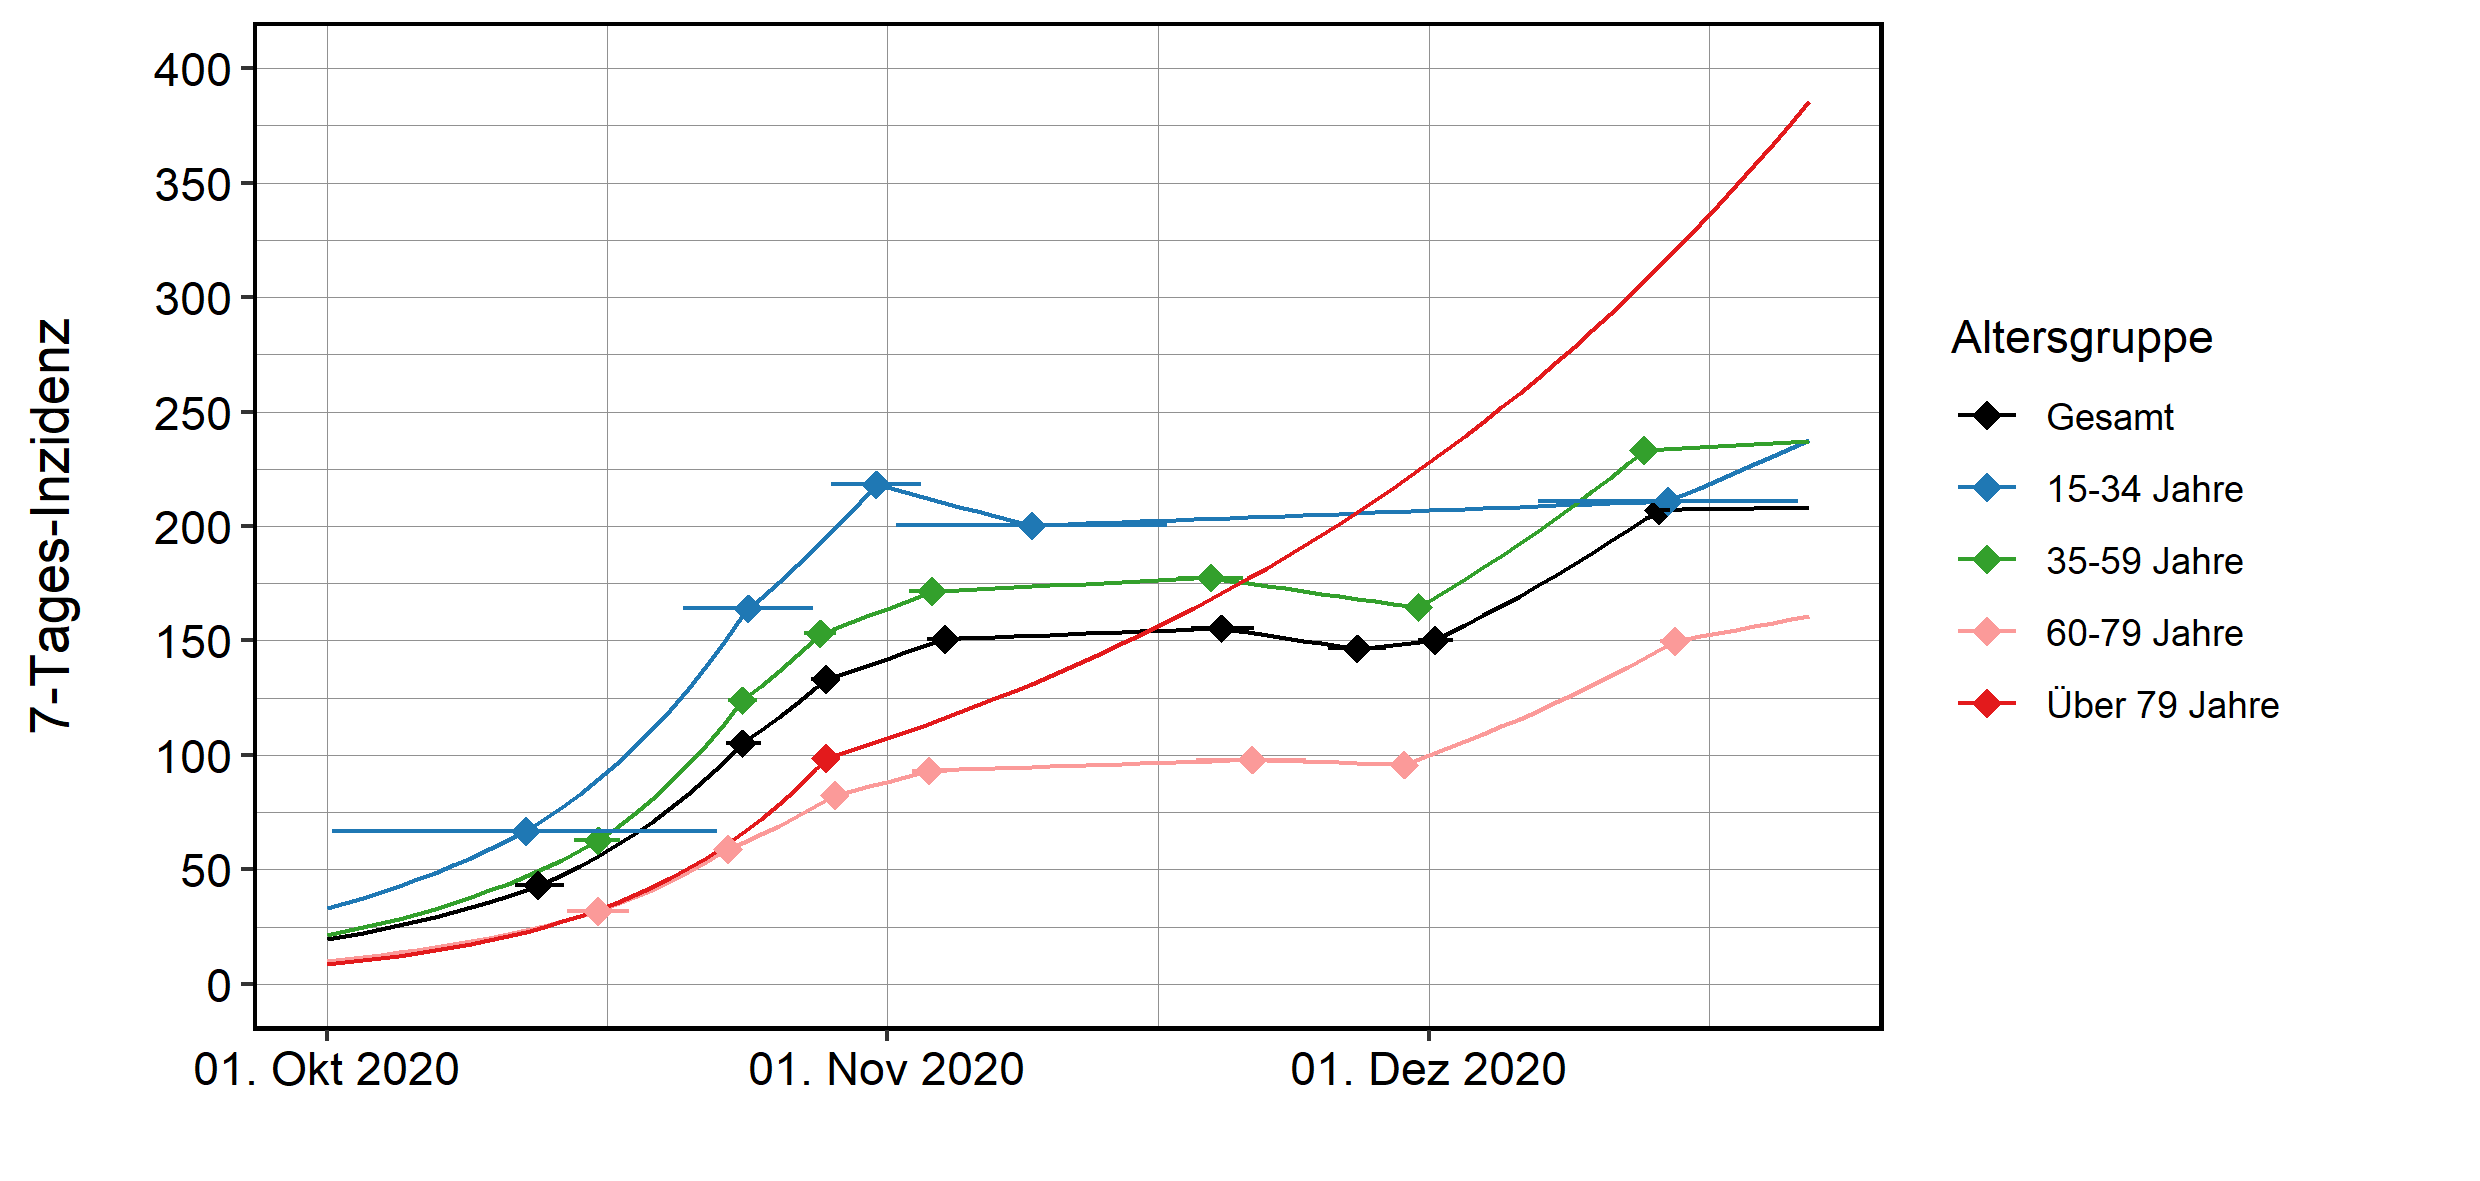 7-Tages-Inzidenz
400
350
300
250
200
150
100
50
0
01. Okt 2020
01. Nov 2020
01. Dez 2020
Altersgruppe
Gesamt
15-34 Jahre
35-59 Jahre
60-79 Jahre
Über 79 Jahre